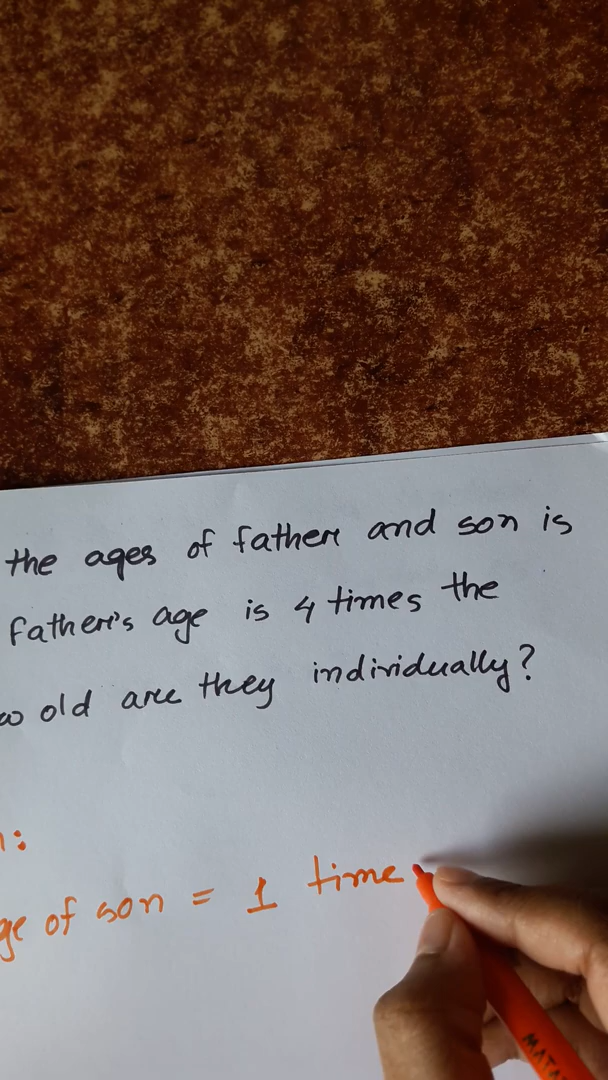 the ages of father and son is
father's age is 4 times the
w old are they individually?
n:
ge of son = 1 time